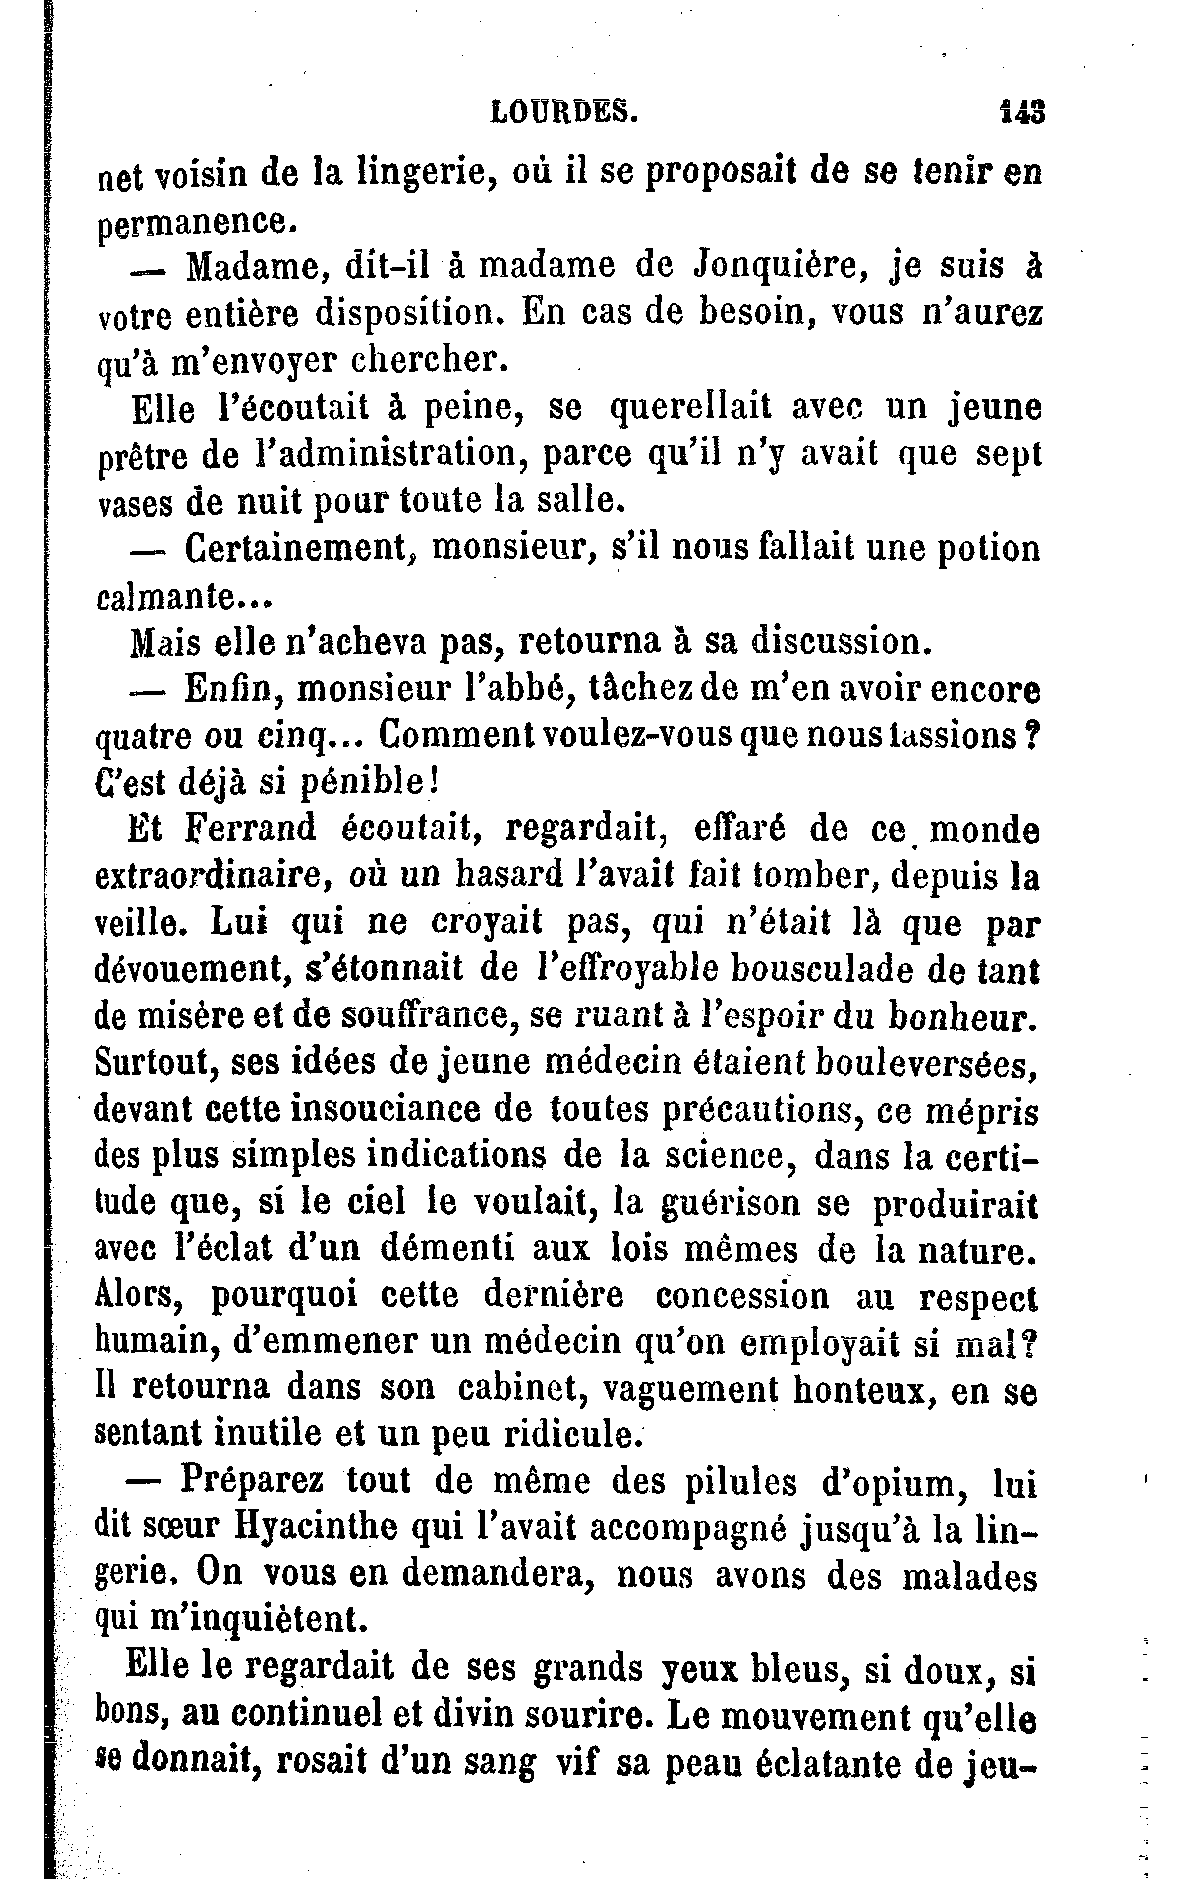 LOURDES. 143
net voisin de la lingerie, où il se proposait de se tenir en
permanence.
— Madame, dit-il à madame de Jonquière, je suis à
votre entière disposition. En cas de besoin, vous n'aurez
qu'à m'envoyer chercher.
Elle l'écoutait à peine, se querellait avec un jeune
prêtre de l'administration, parce qu'il n'y avait que sept
vases de nuit pour toute la salle.
— Certainement, monsieur, s'il nous fallait une potion
calmante...
Mais elle n'acheva pas, retourna à sa discussion.
— Enfin, monsieur l'abbé, tâchez de m'en avoir encore
quatre ou cinq... Comment voulez-vous que nous fassions?
C'est déjà si pénible!
Et Ferrand écoutait, regardait, effaré de ce monde
extraordinaire, où un hasard l'avait fait tomber, depuis la
veille. Lui qui ne croyait pas, qui n'était là que par
dévouement, s'étonnait de l'effroyable bousculade de tant
de misère et de souffrance, se ruant à l'espoir du bonheur.
Surtout, ses idées de jeune médecin étaient bouleversées,
devant cette insouciance de toutes précautions, ce mépris
des plus simples indications de la science, dans la certi-
tude que, si le ciel le voulait, la guérison se produirait
avec l'éclat d'un démenti aux lois mêmes de la nature.
Alors, pourquoi cette dernière concession au respect
humain, d'emmener un médecin qu'on employait si mal?
Il retourna dans son cabinet, vaguement honteux, en se
sentant inutile et un peu ridicule.
— Préparez tout de même des pilules d'opium, lui
dit sœur Hyacinthe qui l'avait accompagné jusqu'à la lin-
gerie. On vous en demandera, nous avons des malades
qui m'inquiètent.
Elle le regardait de ses grands yeux bleus, si doux, si
bons, au continuel et divin sourire. Le mouvement qu'elle
se donnait, rosait d'un sang vif sa peau éclatante de jeu-